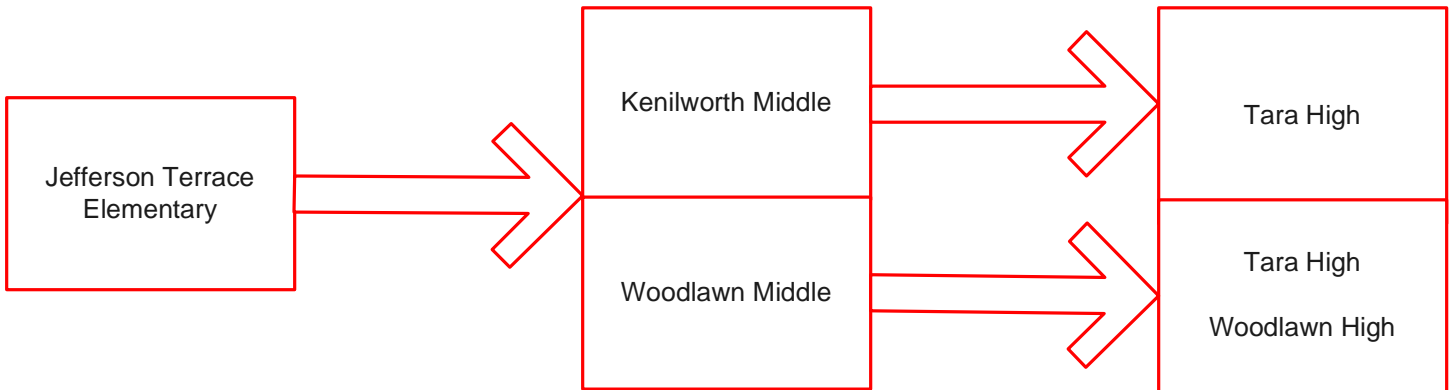 Jefferson Terrace
Elementary
Kenilworth Middle
Woodlawn Middle
Tara High
Tara High
Woodlawn High